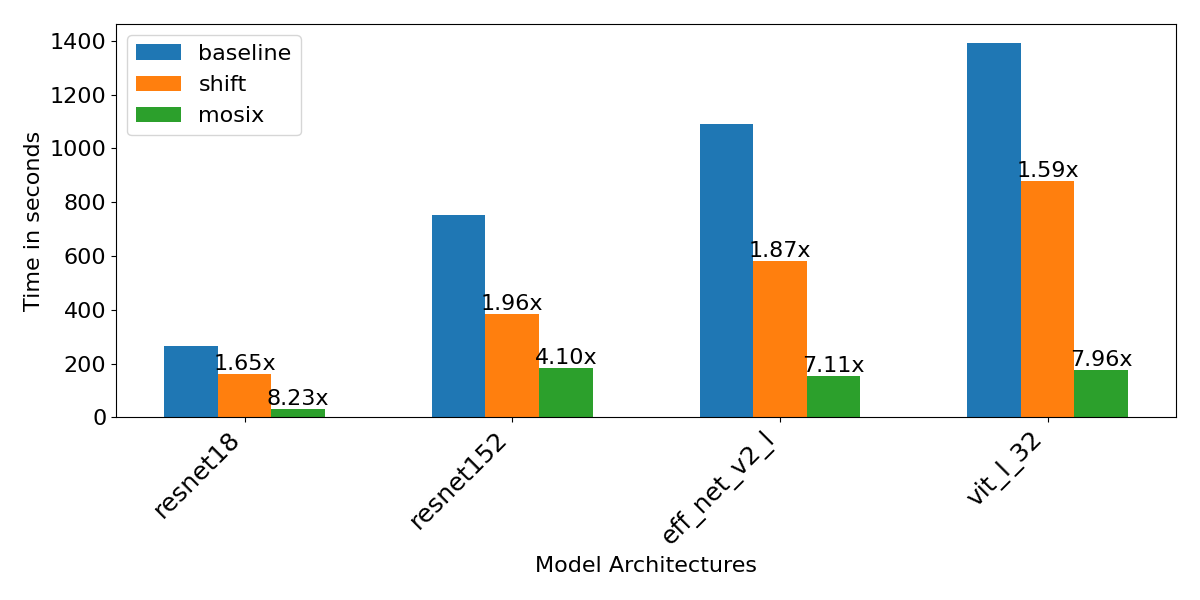 1400
1200
1000
800
600
400
200
0
Time in seconds
baseline
shift
mosix
1.65x
8.23x
1.96x
4.10x
1.87x
7.11x
1.59x
7.96x
resnet18
resnet152
eff_net_v2_l
vit_l_32
Model Architectures